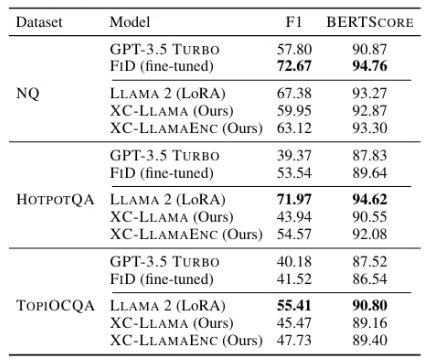 Dataset Model F1 BERTSCORE
GPT-3.5 TURBO 57.80 90.87
FID (fine-tuned) 72.67 94.76
NQ LLAMA 2 (LoRA) 67.38 93.27
XC-LLAMA (Ours) 59.95 92.87
XC-LLAMAENC (Ours) 63.12 93.30
GPT-3.5 TURBO 39.37 87.83
FID (fine-tuned) 53.54 89.64
HOTPOTQA LLAMA 2 (LoRA) 71.97 94.62
XC-LLAMA (Ours) 43.94 90.55
XC-LLAMAENC (Ours) 54.57 92.08
GPT-3.5 TURBO 40.18 87.52
FID (fine-tuned) 41.52 86.54
TOPIOCQA LLAMA 2 (LoRA) 55.41 90.80
XC-LLAMA (Ours) 45.47 89.16
XC-LLAMAENC (Ours) 47.73 89.40